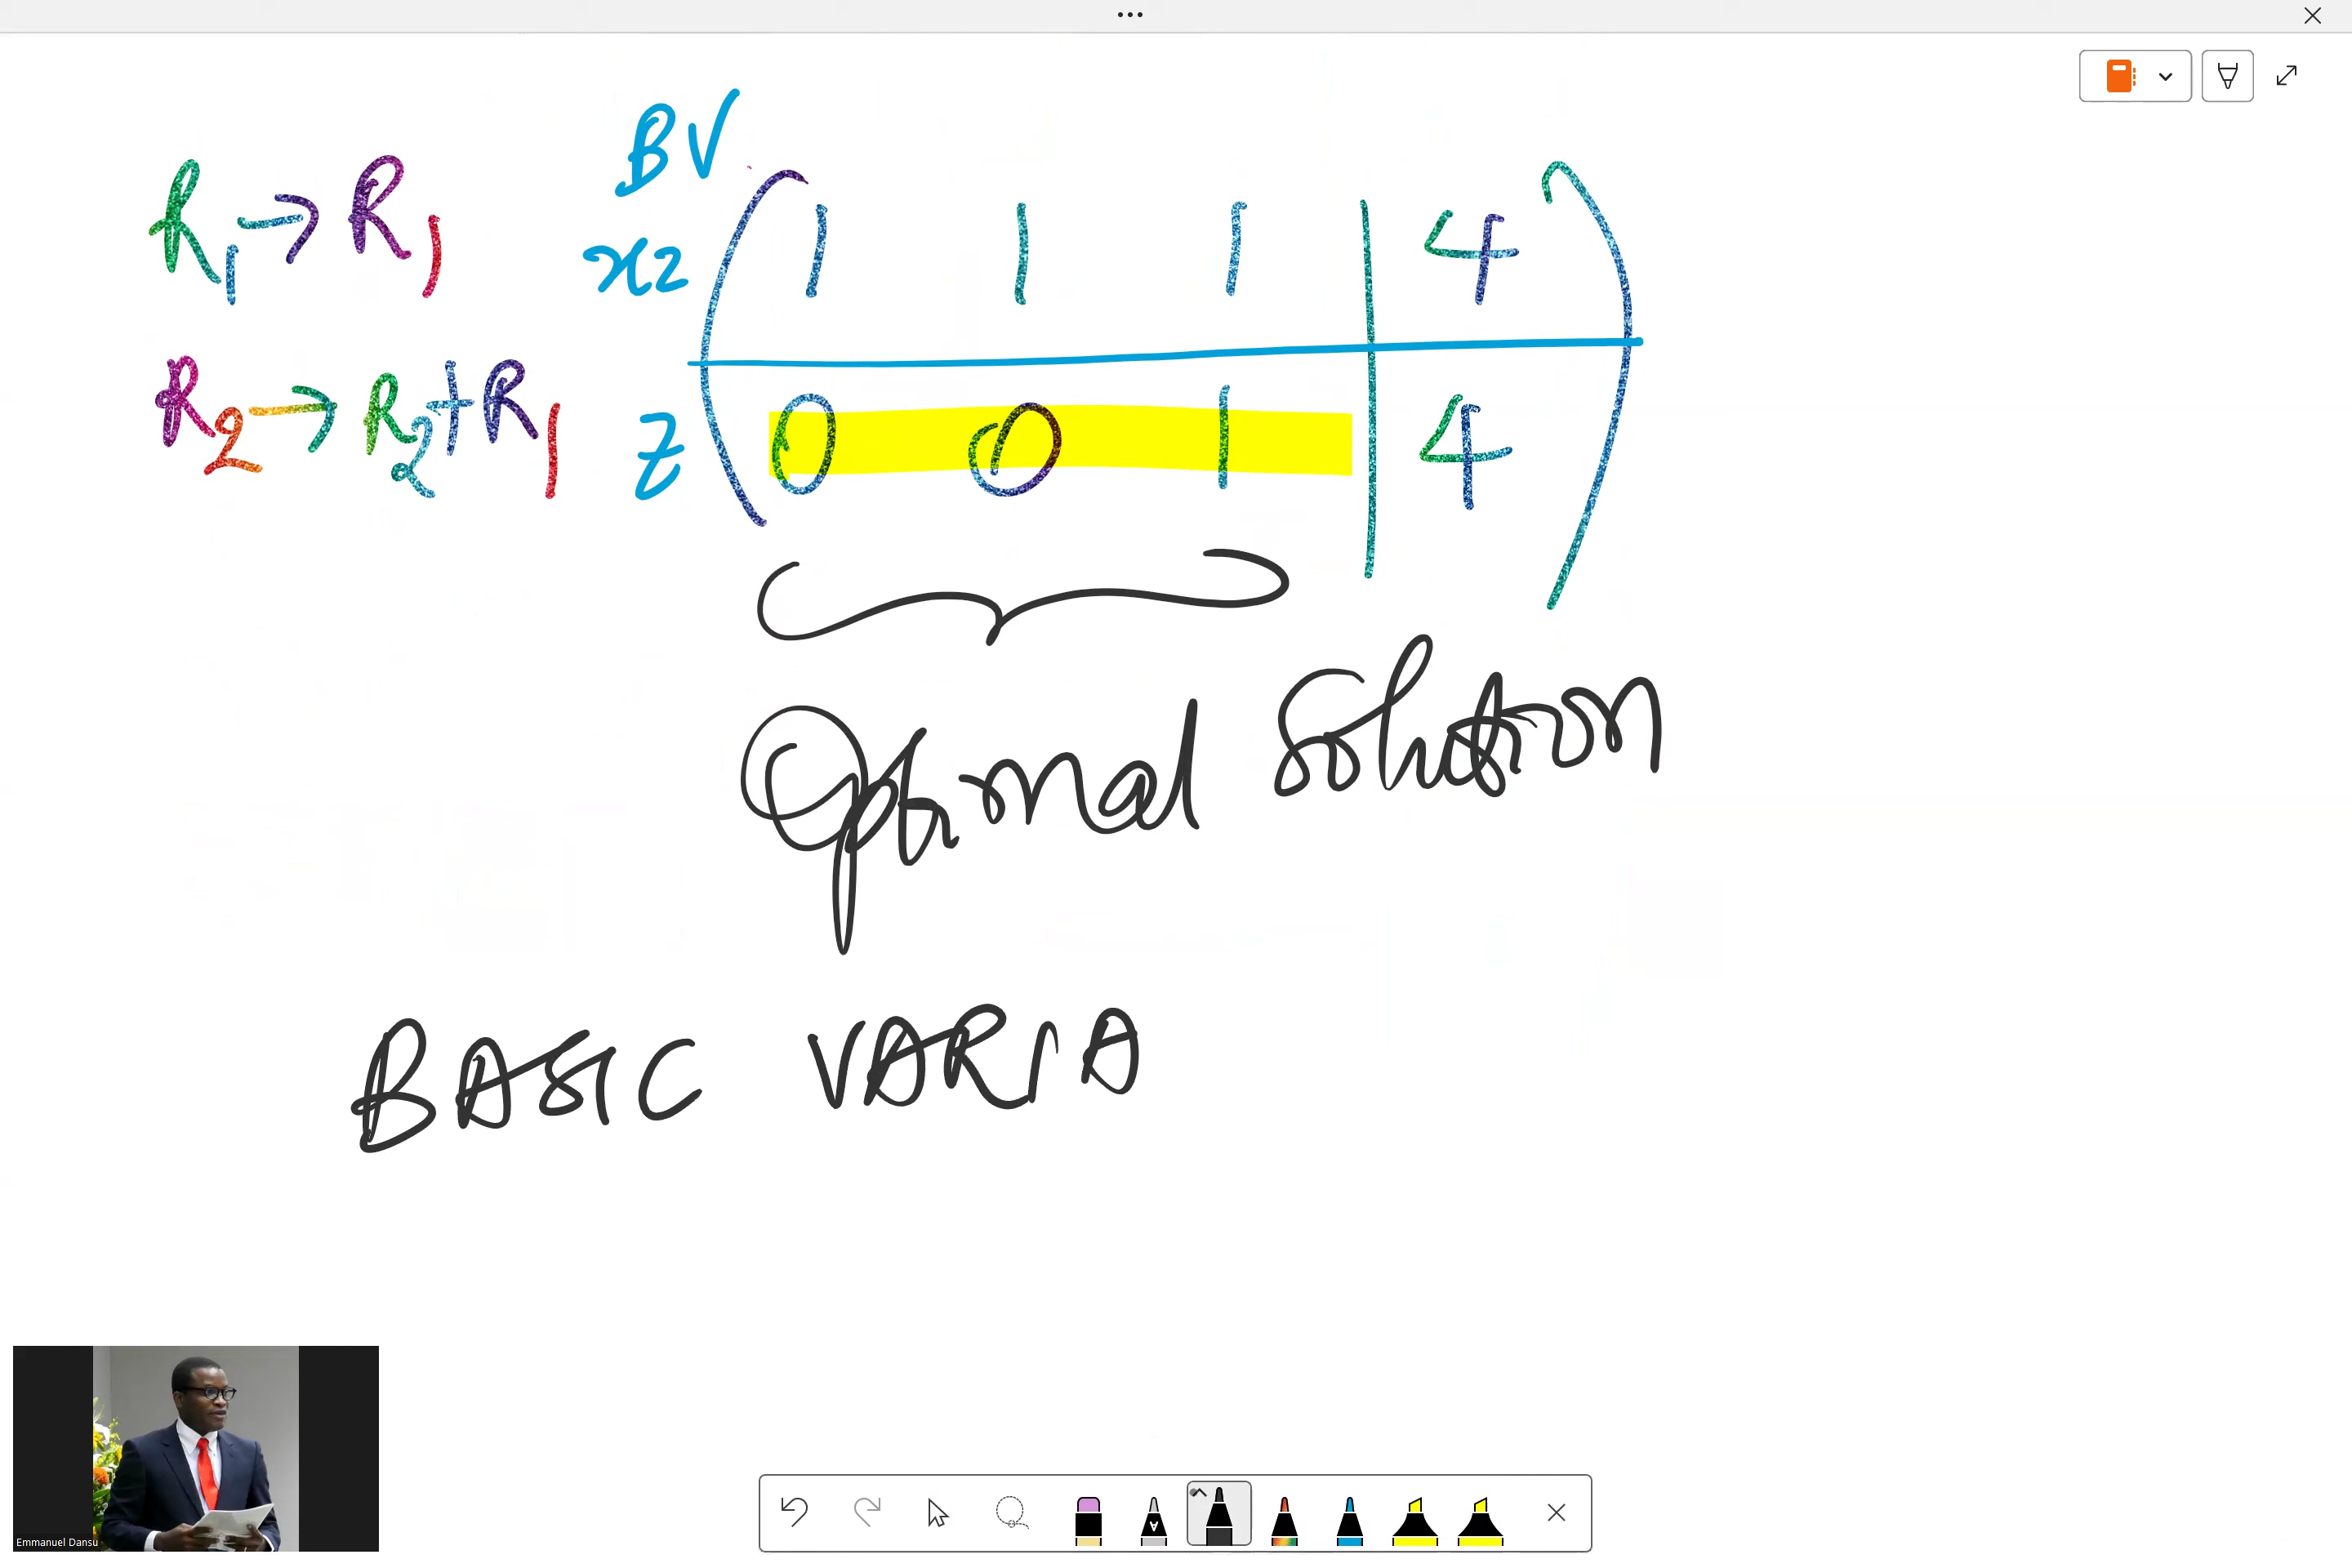 BV
R1→R1 x2 1 1 1 4
R2→R2+R1 z 0 0 1 4
Optimal Solution
BASIC VARIA
Emmanuel Dansu